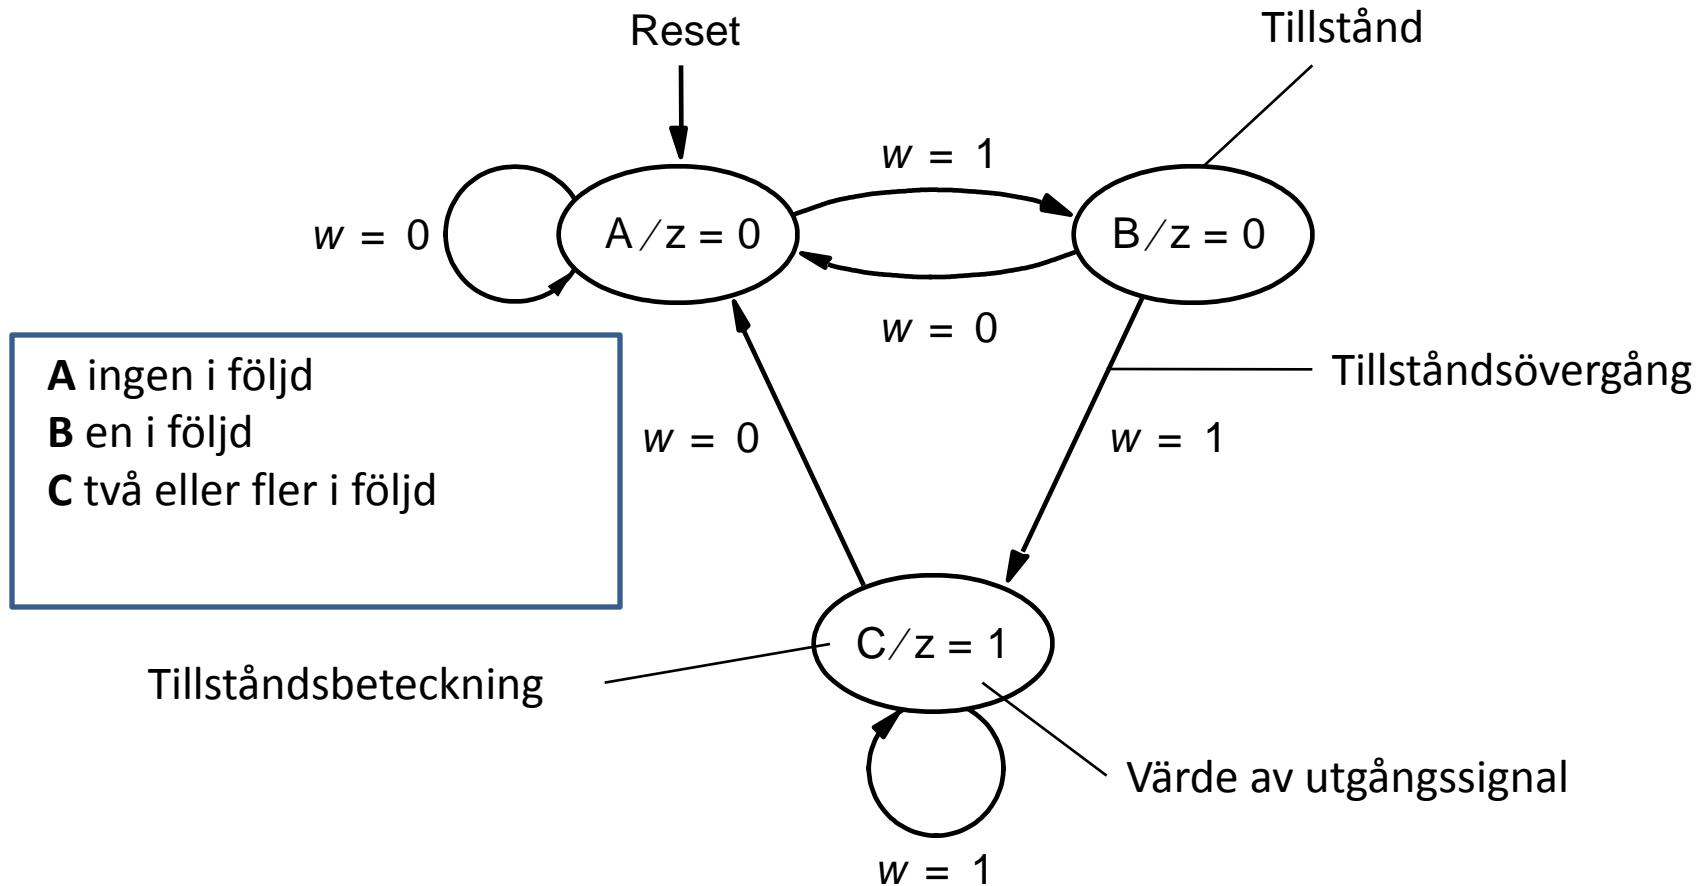 Reset
Tillstånd
w = 1
w = 0
A/z = 0
B/z = 0
w = 0
A ingen i följd
B en i följd
C två eller fler i följd
Tillståndsövergång
w = 0
w = 1
C/z = 1
Tillståndsbeteckning
Värde av utgångssignal
w = 1